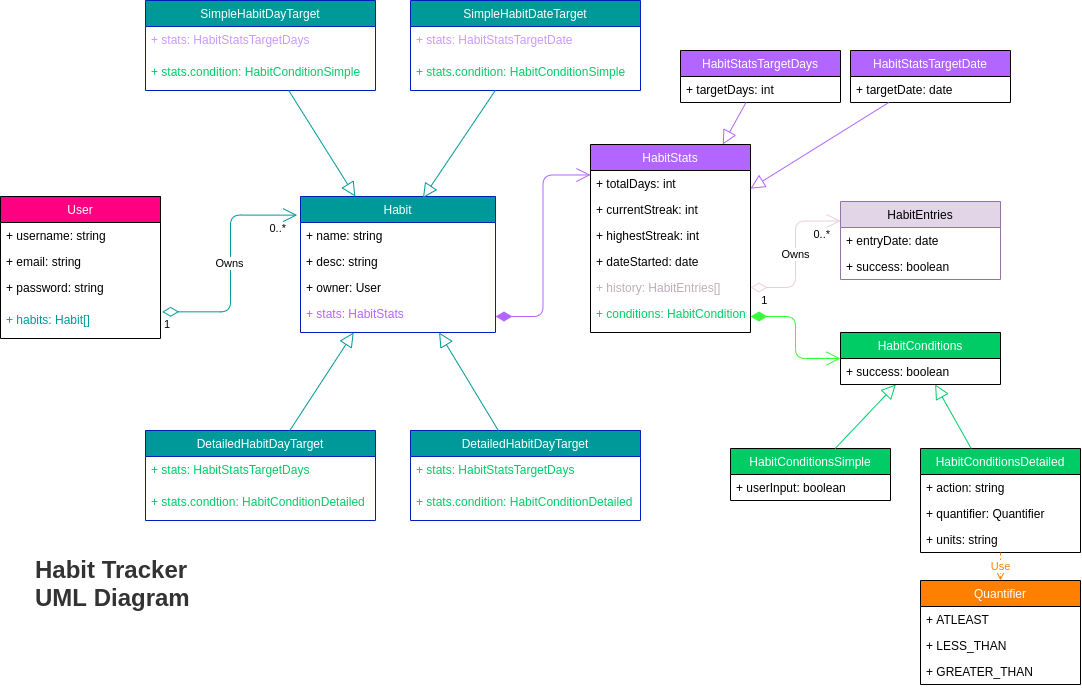 SimpleHabitDayTarget
+ stats: HabitStatsTargetDays
+ stats.condition: HabitConditionSimple
SimpleHabitDateTarget
+ stats: HabitStatsTargetDate
+ stats.condition: HabitConditionSimple
HabitStatsTargetDays
+ targetDays: int
HabitStatsTargetDate
+ targetDate: date
User
+ username: string
+ email: string
+ password: string
+ habits: Habit[]
1
Owns
0..*
Habit
+ name: string
+ desc: string
+ owner: User
+ stats: HabitStats
HabitStats
+ totalDays: int
+ currentStreak: int
+ highestStreak: int
+ dateStarted: date
+ history: HabitEntries[]
+ conditions: HabitCondition
1
Owns
0..*
HabitEntries
+ entryDate: date
+ success: boolean
HabitConditions
+ success: boolean
DetailedHabitDayTarget
+ stats: HabitStatsTargetDays
+ stats.condtion: HabitConditionDetailed
DetailedHabitDayTarget
+ stats: HabitStatsTargetDays
+ stats.condition: HabitConditionDetailed
HabitConditionsSimple
+ userInput: boolean
HabitConditionsDetailed
+ action: string
+ quantifier: Quantifier
+ units: string
Use
Quantifier
+ ATLEAST
+ LESS_THAN
+ GREATER_THAN
Habit Tracker
UML Diagram